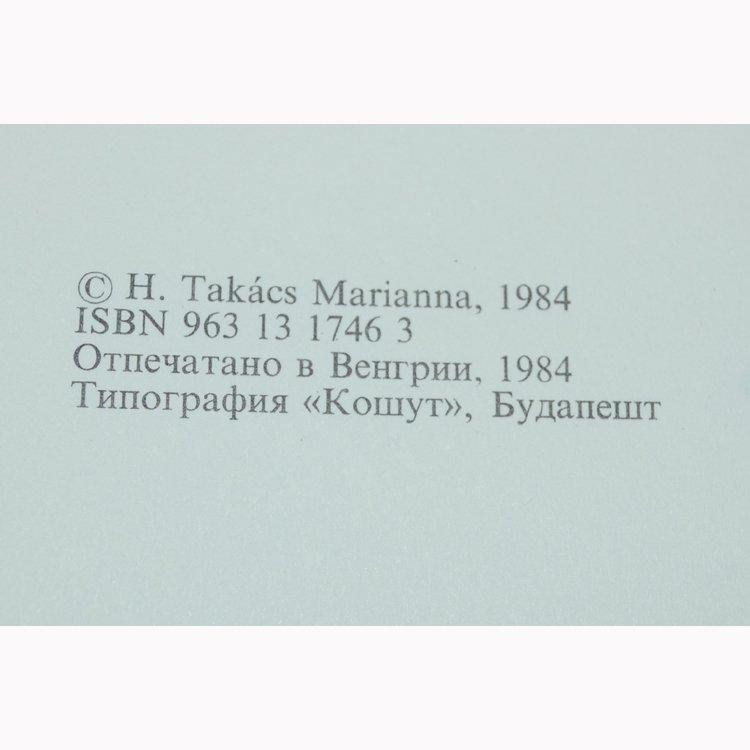 © H. Takács Marianna, 1984
ISBN 963 13 1746 3
Отпечатано в Венгрии, 1984
Типография «Кошут», Будапешт